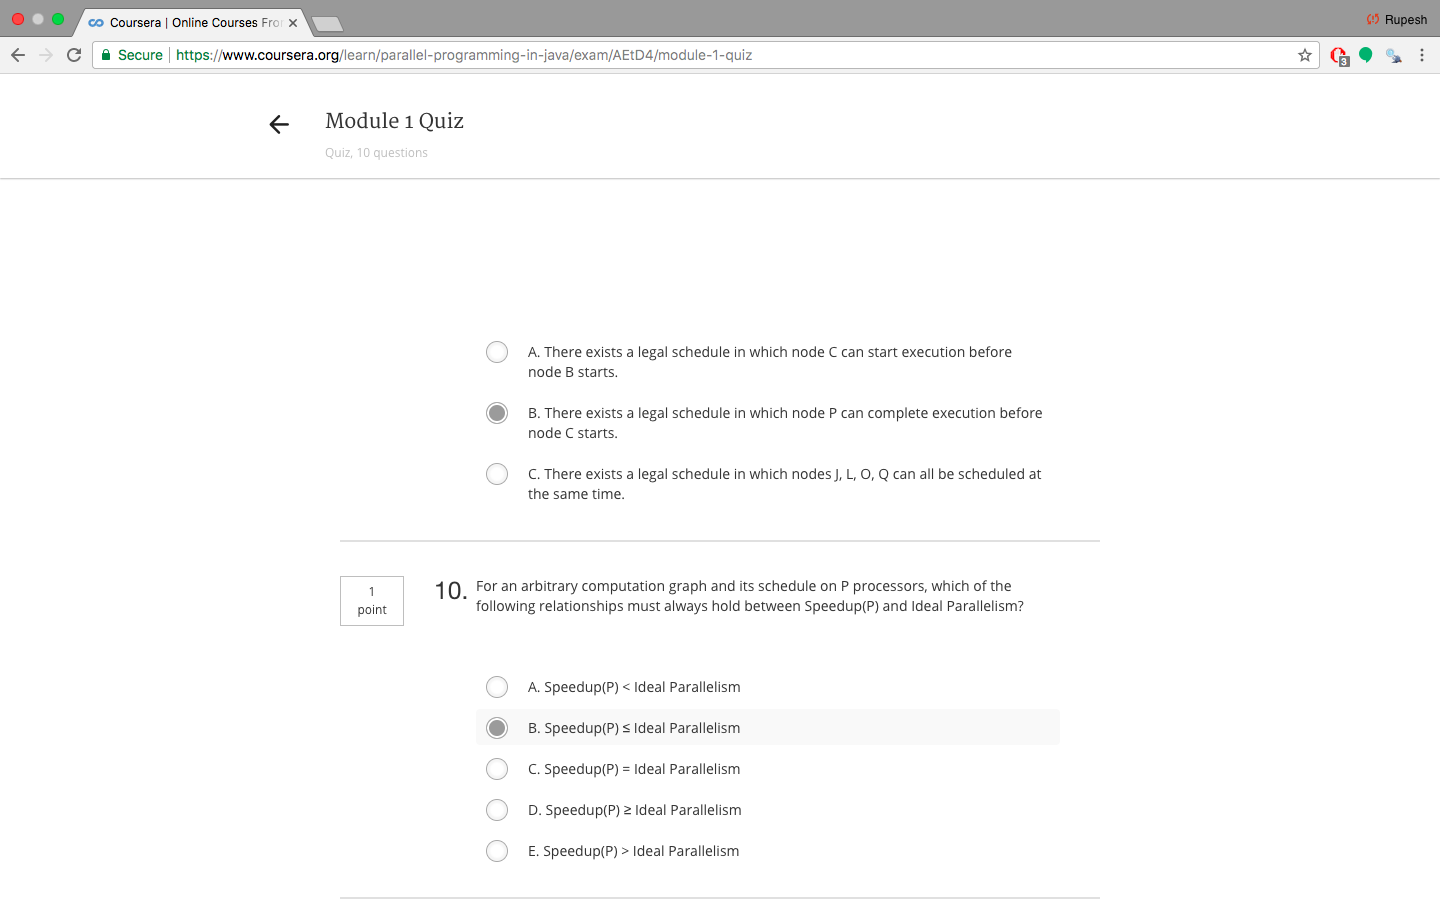 Coursera | Online Courses Fro
Rupesh
Secure https://www.coursera.org/learn/parallel-programming-in-java/exam/AEtD4/module-1-quiz
3
Module 1 Quiz
Quiz, 10 questions
A. There exists a legal schedule in which node C can start execution before
node B starts.
B. There exists a legal schedule in which node P can complete execution before
node C starts.
C. There exists a legal schedule in which nodes J, L, O, Q can all be scheduled at
the same time.
1
point
10. For an arbitrary computation graph and its schedule on P processors, which of the
following relationships must always hold between Speedup(P) and Ideal Parallelism?
A. Speedup(P) < Ideal Parallelism
B. Speedup(P) ≤ Ideal Parallelism
C. Speedup(P) = Ideal Parallelism
D. Speedup(P) ≥ Ideal Parallelism
E. Speedup(P) > Ideal Parallelism